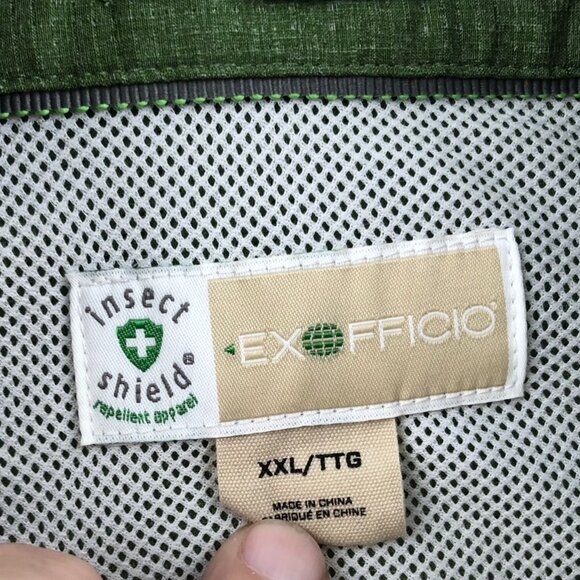 insect
shield®
repellent apparel
EXOFFICIO
XXL/TTG
MADE IN CHINA
FABRIQUÉ EN CHINE